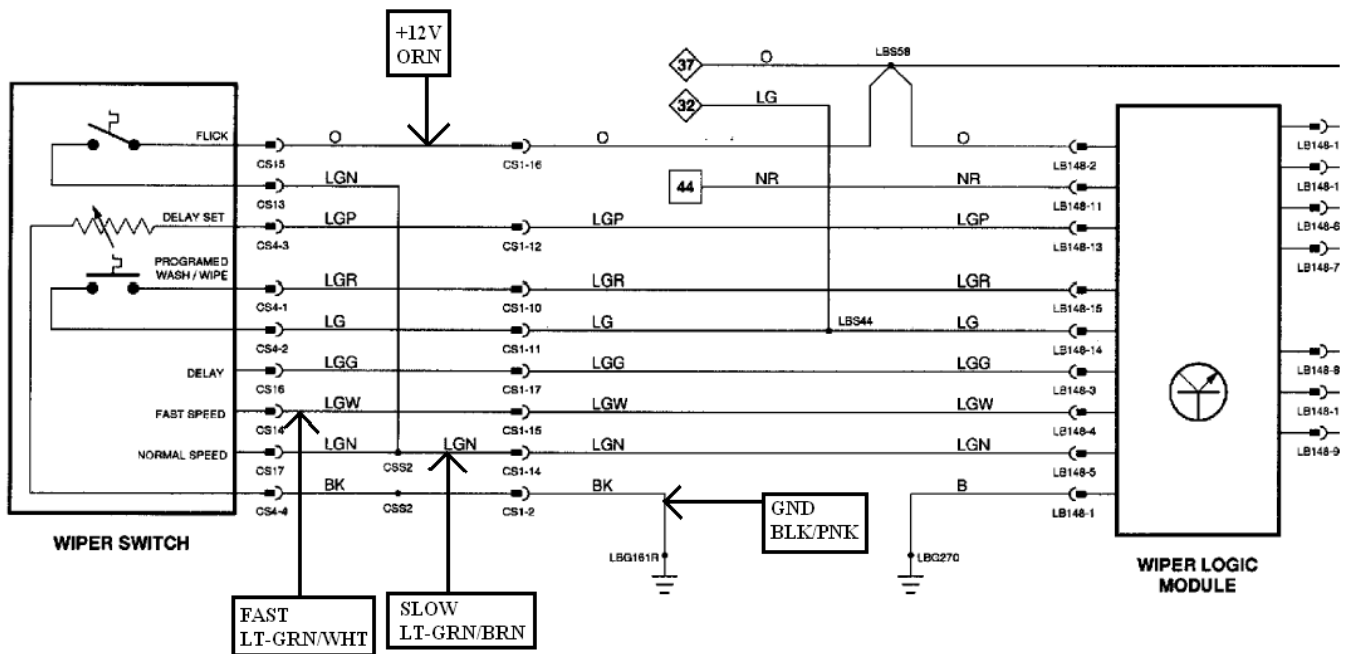 +12V
ORN
37
O
LBS58
32
LG
FLICK
O
O
O
CS15
CS1-16
LB148-2
LGN
CS13
44
NR
NR
LB148-11
DELAY SET
LGP
LGP
LGP
CS4-3
CS1-12
LB148-13
PROGRAMED
WASH / WIPE
LGR
LGR
LGR
CS4-1
CS1-10
LB148-15
LG
LG
LBS44
LG
CS4-2
CS1-11
LB148-14
DELAY
LGG
LGG
LGG
CS16
CS1-17
LB148-3
FAST SPEED
LGW
LGW
LGW
CS14
CS1-15
LB148-4
NORMAL SPEED
LGN
LGN
LGN
LGN
CS17
CSS2
CS1-14
LB148-5
BK
BK
B
CS4-4
CSS2
CS1-2
LB148-1
LB148-1
LB148-1
LB148-6
LB148-7
LB148-8
LB148-1
LB148-9
WIPER SWITCH
GND
BLK/PNK
LBG161R
LBG270
WIPER LOGIC
MODULE
FAST
LT-GRN/WHT
SLOW
LT-GRN/BRN